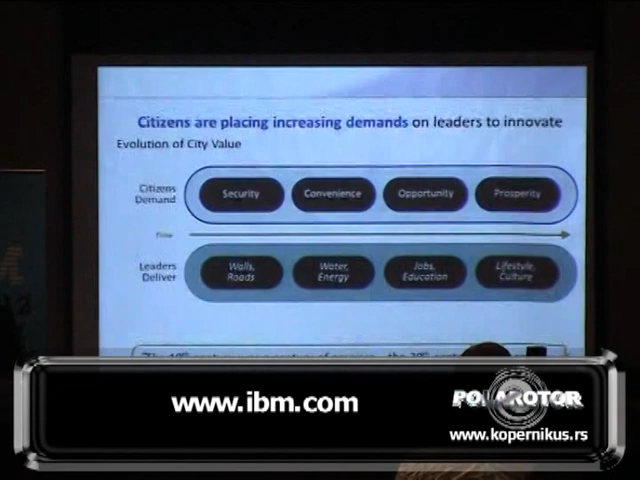 Citizens are placing increasing demands on leaders to innovate
Evolution of City Value
Citizens Demand
Security
Convenience
Opportunity
Prosperity
Time
Leaders Deliver
Walls, Roads
Water, Energy
Jobs, Education
Lifestyle, Culture
www.ibm.com
POLAROTOR
www.kopernikus.rs